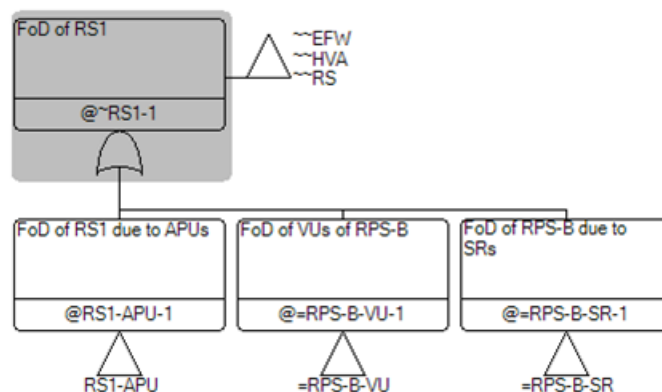 FoD of RS1
@~RS1-1
~~EFW
~~HVA
~~RS
FoD of RS1 due to APUs
@RS1-APU-1
RS1-APU
FoD of VUs of RPS-B
@=RPS-B-VU-1
=RPS-B-VU
FoD of RPS-B due to
SRs
@=RPS-B-SR-1
=RPS-B-SR